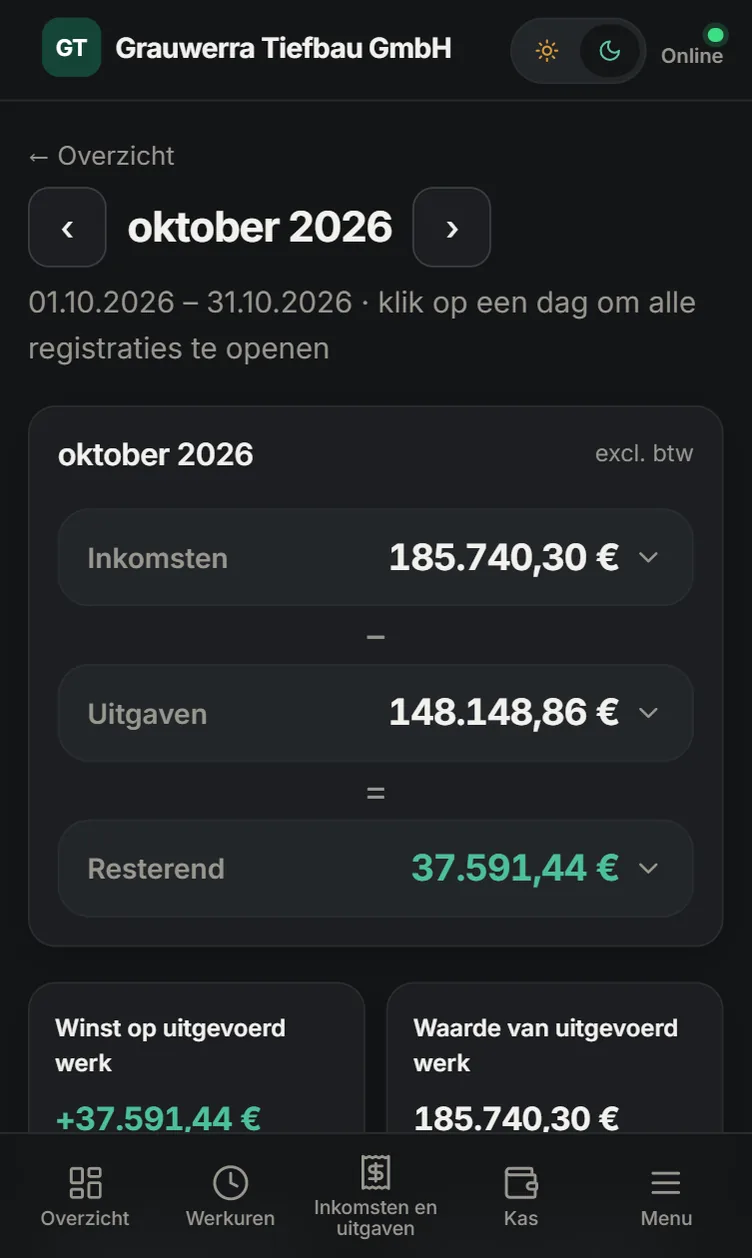 GT Grauwerra Tiefbau GmbH
Online
← Overzicht
‹ oktober 2026 ›
01.10.2026 – 31.10.2026 · klik op een dag om alle
registraties te openen
oktober 2026 excl. btw
Inkomsten 185.740,30 €
–
Uitgaven 148.148,86 €
=
Resterend 37.591,44 €
Winst op uitgevoerd
werk
+37.591,44 €
Waarde van uitgevoerd
werk
185.740,30 €
Overzicht
Werkuren
Inkomsten en
uitgaven
Kas
Menu